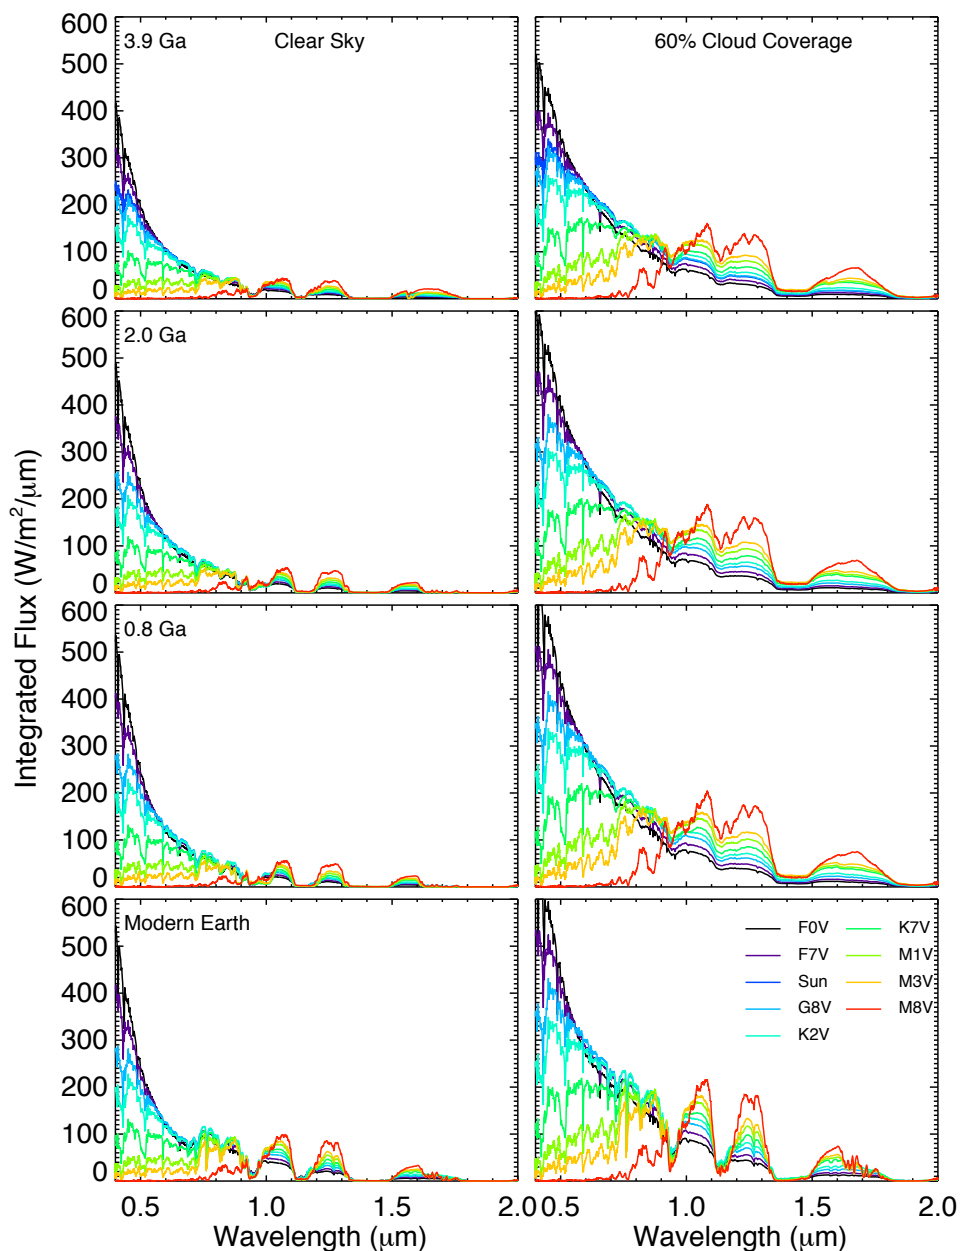 600
500
400
300
200
100
0
3.9 Ga
Clear Sky
60% Cloud Coverage
600
500
400
300
200
100
0
2.0 Ga
600
500
400
300
200
100
0
0.8 Ga
600
500
400
300
200
100
0
Modern Earth
F0V
F7V
Sun
G8V
K2V
K7V
M1V
M3V
M8V
0.5
1.0
1.5
2.0
0.5
1.0
1.5
2.0
Wavelength (μm)
Wavelength (μm)
Integrated Flux (W/m²/μm)